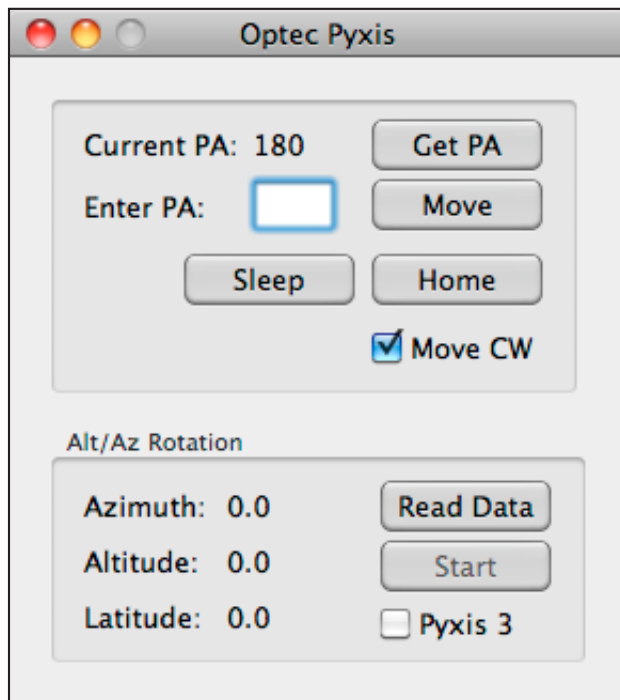 Optec Pyxis
Current PA: 180 Get PA
Enter PA: Move
Sleep Home
Move CW
Alt/Az Rotation
Azimuth: 0.0 Read Data
Altitude: 0.0 Start
Latitude: 0.0 Pyxis 3